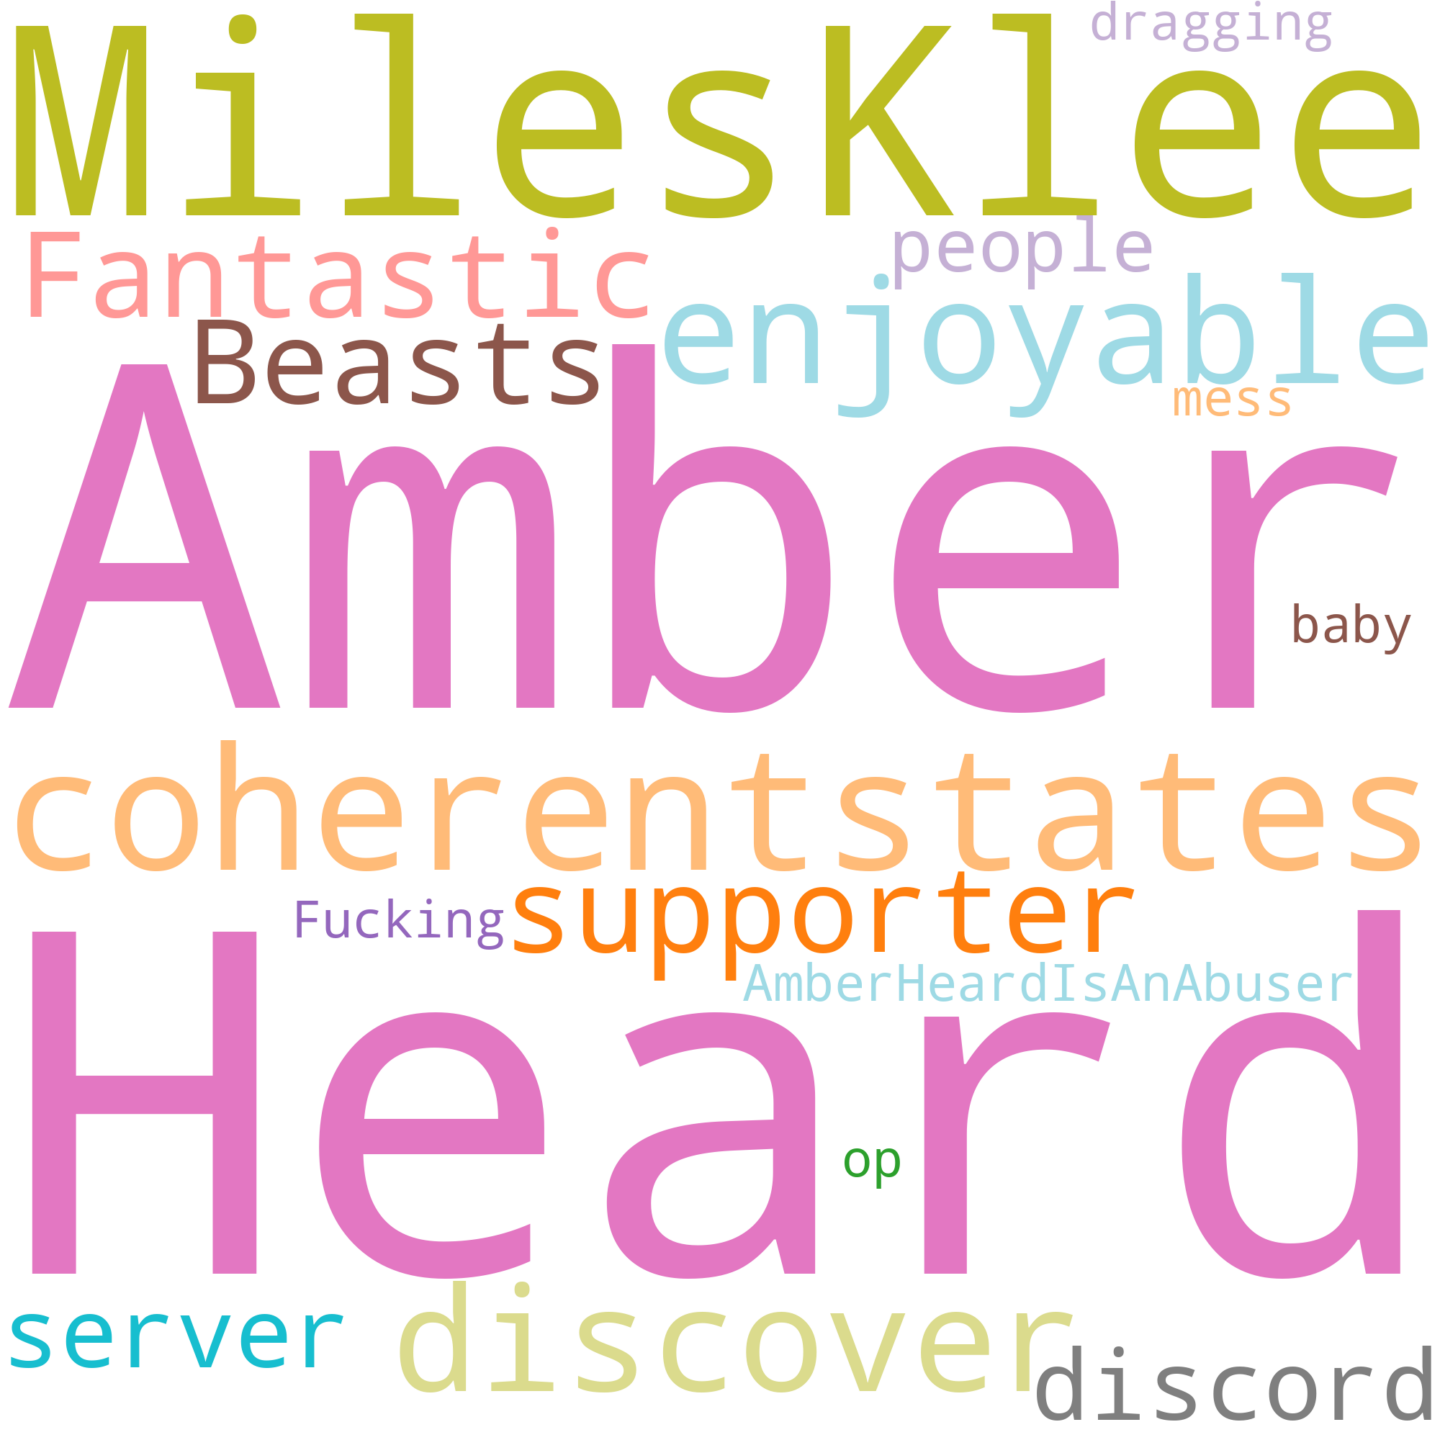 dragging
MilesKlee
people
Fantastic
enjoyable
Beasts
mess
Amber
baby
coherentstates
supporter
Fucking
AmberHeardIsAnAbuser
Heard
op
discover
server
discord